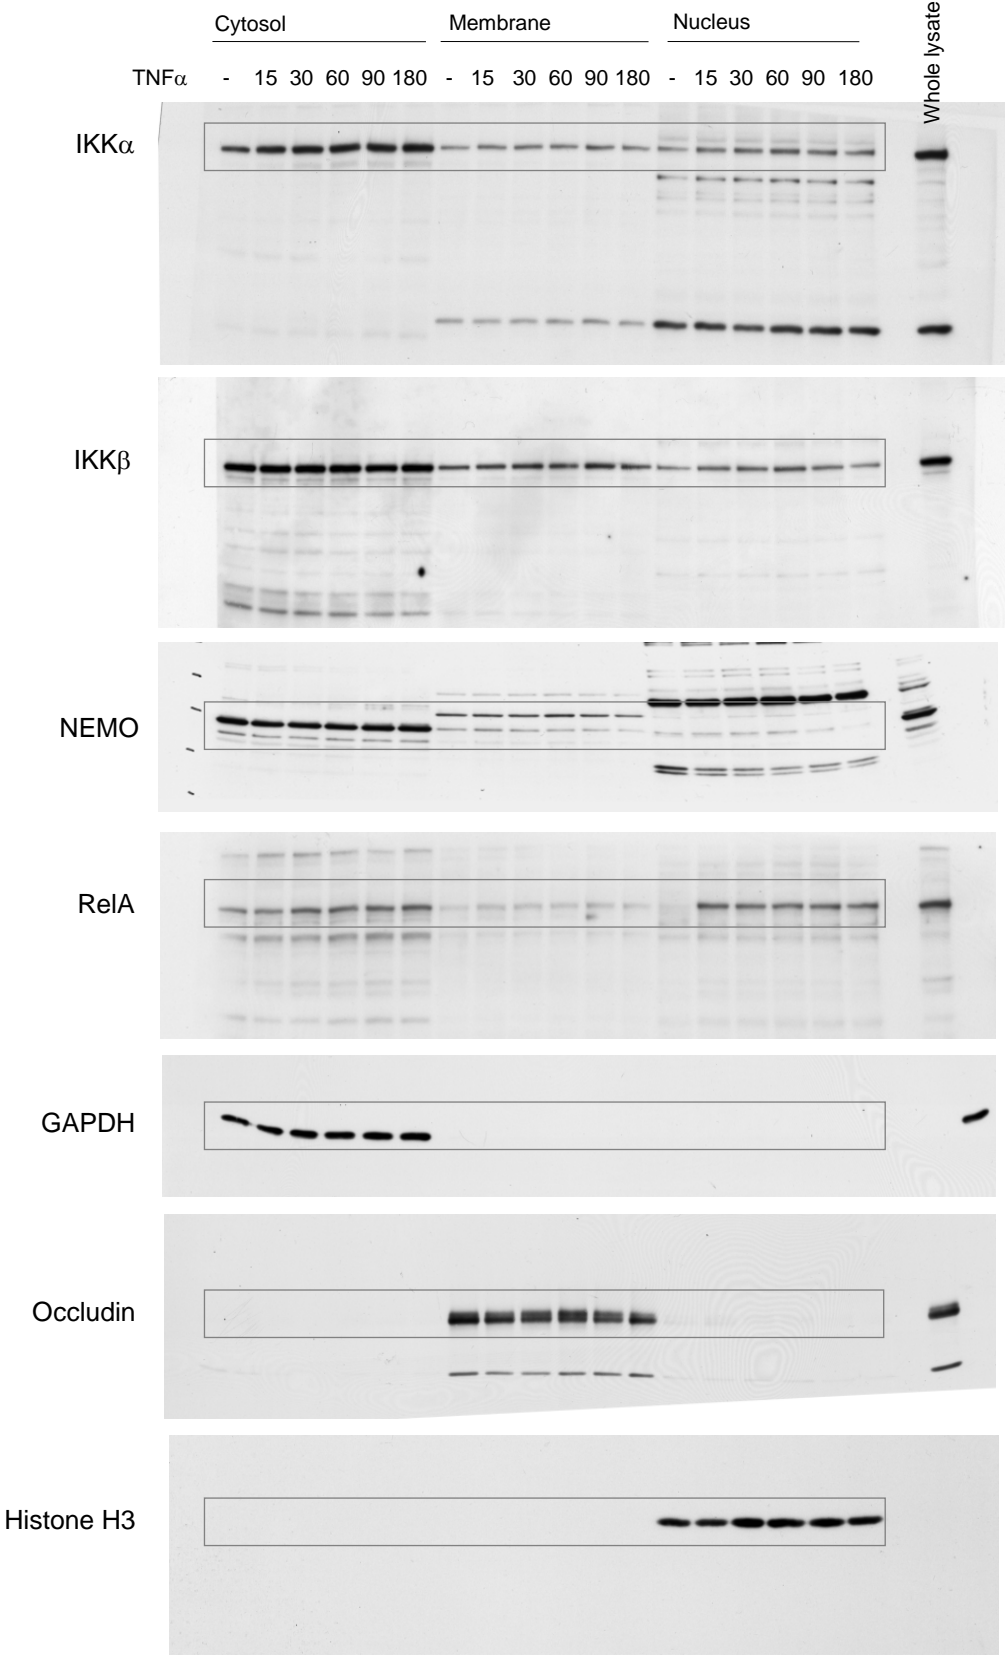 Cytosol Membrane Nucleus Whole lysate
TNFα - 15 30 60 90 180 - 15 30 60 90 180 - 15 30 60 90 180
IKKα
IKKβ
NEMO
RelA
GAPDH
Occludin
Histone H3